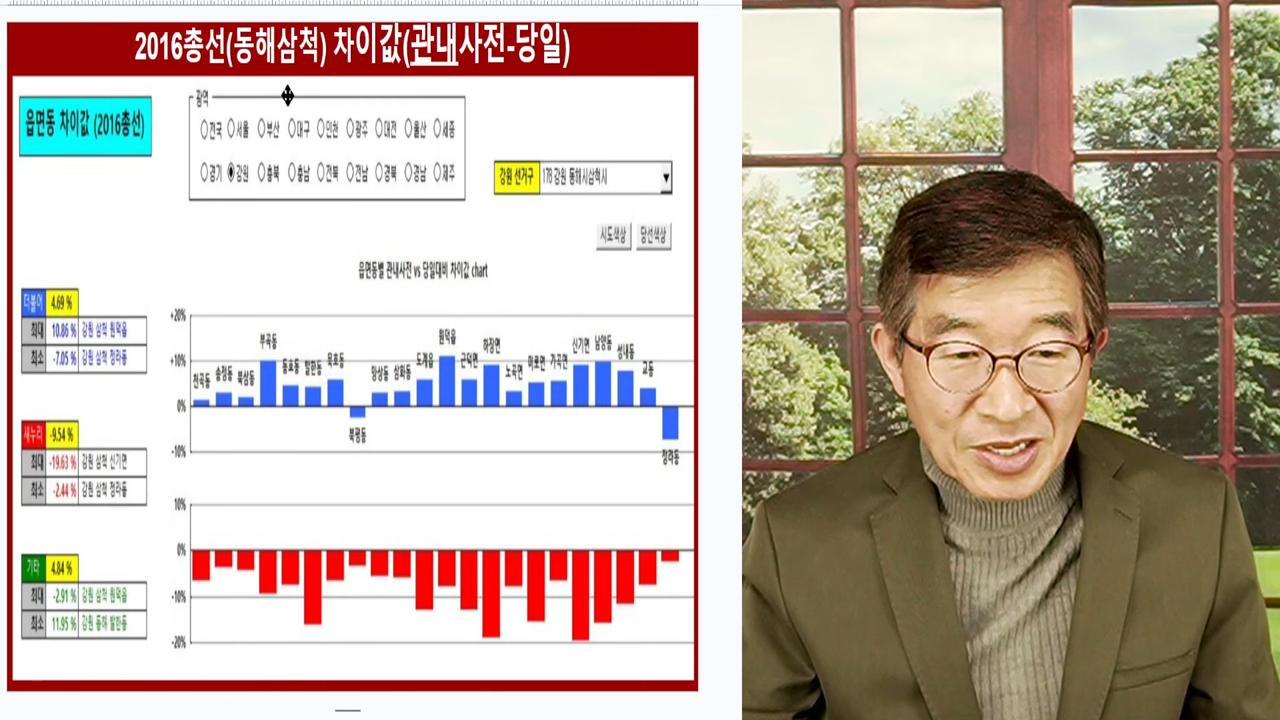 2016총선(동해삼척) 차이값(관내사전-당일)
읍면동 차이값 (2016총선)
광역
전국 서울 부산 대구 인천 광주 대전 울산 세종
경기 강원 충북 충남 전북 전남 경북 경남 제주
강원 선거구 178 강원 동해시삼척시
시도색상 당선색상
읍면동별 관내사전 vs 당일대비 차이값 chart
더불어 4.69 %
최대 10.86 % 강원 삼척 원덕읍
최소 -7.05 % 강원 삼척 정라동
새누리 -9.54 %
최대 -19.63 % 강원 삼척 신기면
최소 -2.44 % 강원 삼척 정라동
기타 4.84 %
최대 -2.91 % 강원 삼척 원덕읍
최소 11.95 % 강원 동해 발한동
+20%
+10%
0%
-10%
천곡동 송정동 북삼동 부곡동 동호동 발한동 묵호동 북평동 망상동 삼화동 도계읍 원덕읍 근덕면 하장면 노곡면 미로면 가곡면 신기면 남양동 성내동 교동 정라동
10%
0%
-10%
-20%